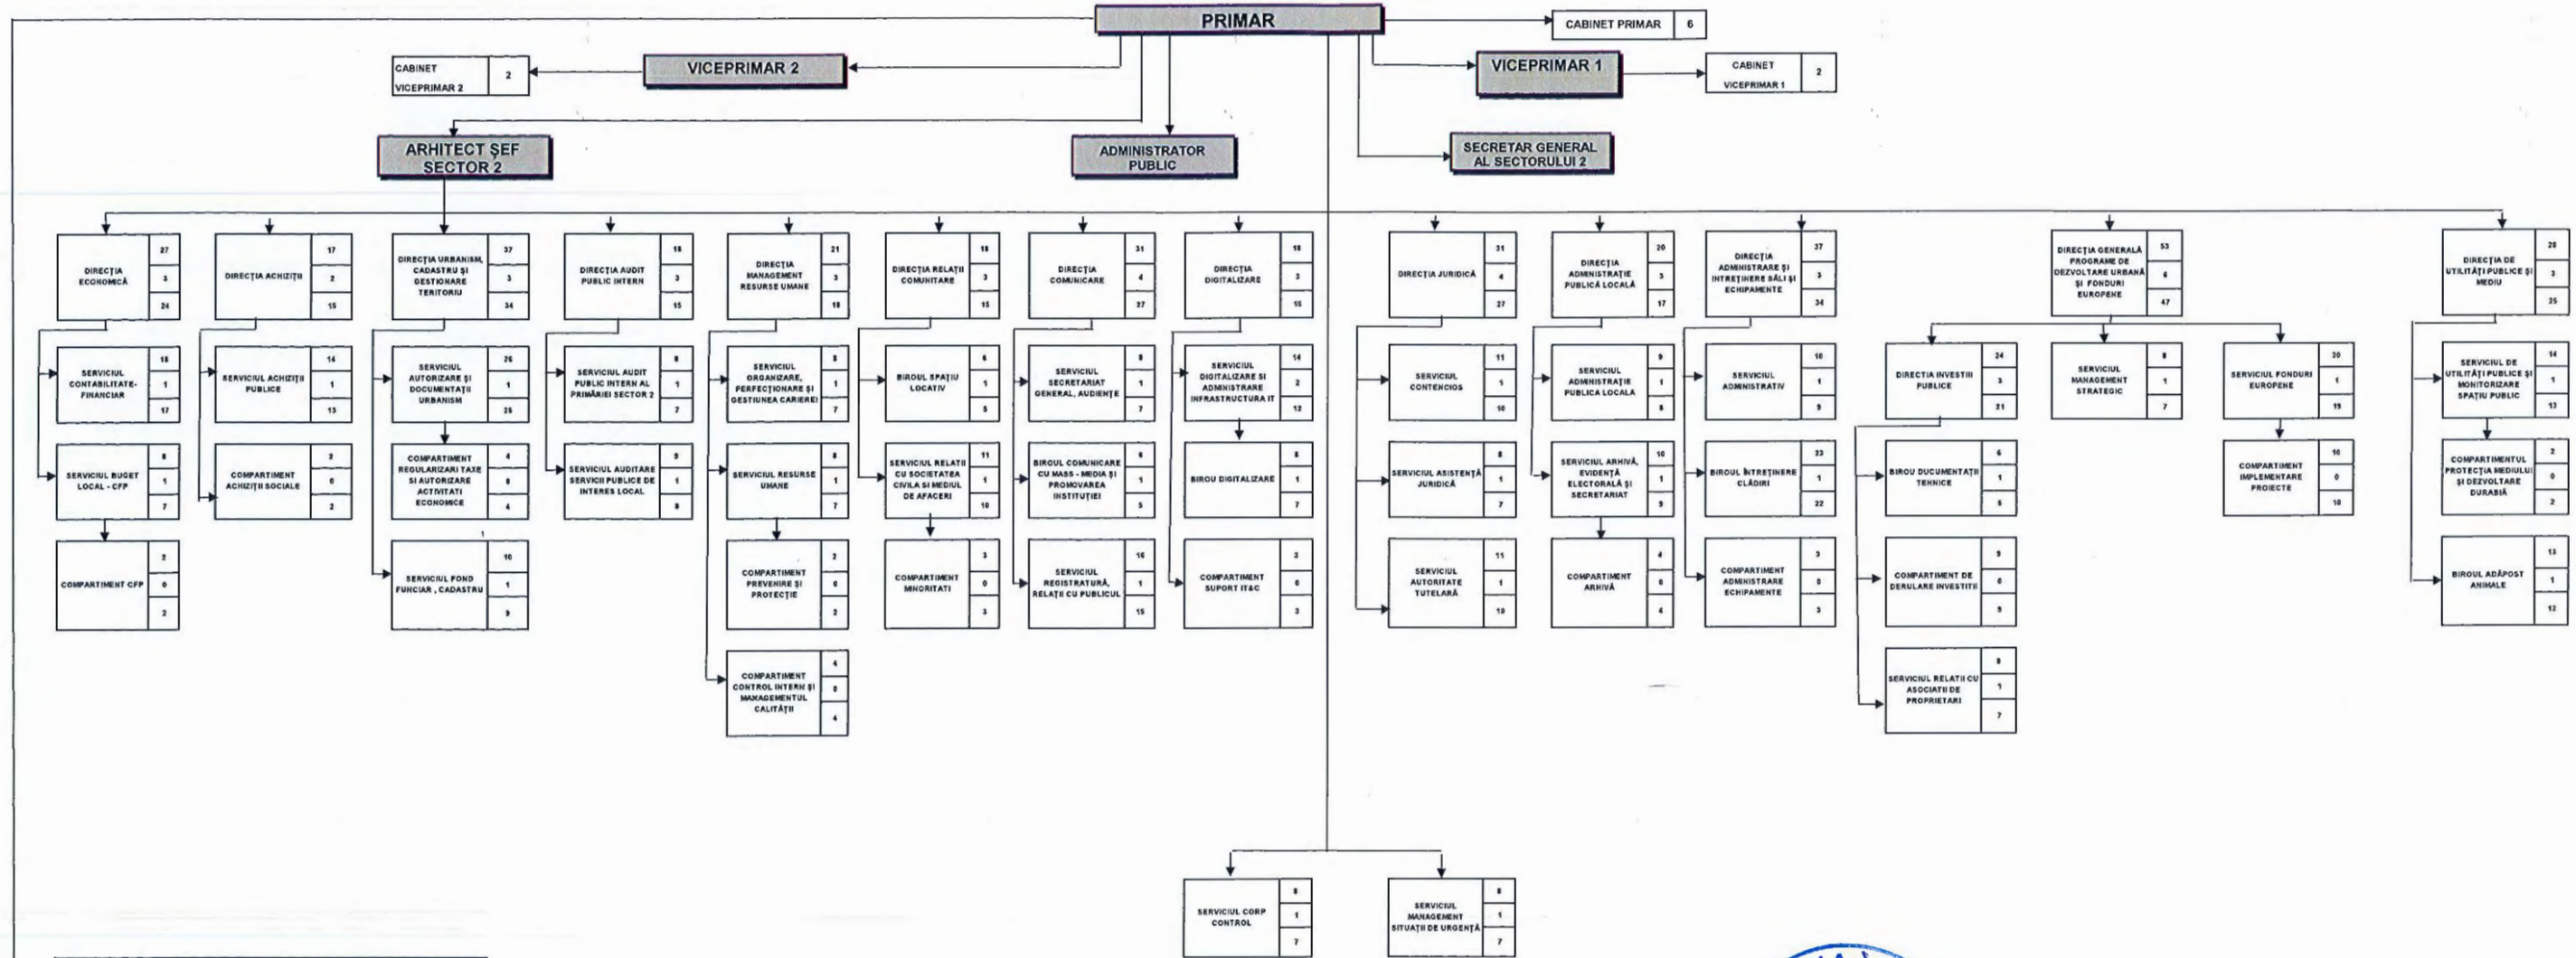 PRIMAR
CABINET PRIMAR 6
CABINET
VICEPRIMAR 2
2
VICEPRIMAR 2
VICEPRIMAR 1
CABINET
VICEPRIMAR 1
2
ARHITECT ŞEF
SECTOR 2
ADMINISTRATOR
PUBLIC
SECRETAR GENERAL
AL SECTORULUI 2
DIRECŢIA
ECONOMICĂ
27
3
24
DIRECŢIA ACHIZIŢII
17
2
15
DIRECŢIA URBANISM,
CADASTRU ŞI
GESTIONARE
TERITORIU
37
3
34
DIRECŢIA AUDIT
PUBLIC INTERN
18
3
15
DIRECŢIA
MANAGEMENT
RESURSE UMANE
21
3
18
DIRECŢIA RELAŢII
COMUNITARE
18
3
15
DIRECŢIA
COMUNICARE
31
4
27
DIRECŢIA
DIGITALIZARE
18
3
15
DIRECŢIA JURIDICĂ
31
4
27
DIRECŢIA
ADMINISTRAŢIE
PUBLICĂ LOCALĂ
20
3
17
DIRECŢIA
ADMINISTRARE ŞI
INTREŢINERE SĂLI ŞI
ECHIPAMENTE
37
3
34
DIRECŢIA GENERALĂ
PROGRAME DE
DEZVOLTARE URBANĂ
ŞI FONDURI
EUROPENE
53
6
47
DIRECŢIA DE
UTILITĂŢI PUBLICE ŞI
MEDIU
28
3
25
SERVICIUL
CONTABILITATE-
FINANCIAR
18
1
17
SERVICIUL ACHIZIŢII
PUBLICE
14
1
13
SERVICIUL
AUTORIZARE ŞI
DOCUMENTAŢII
URBANISM
26
1
25
SERVICIUL AUDIT
PUBLIC INTERN AL
PRIMĂRIEI SECTOR 2
8
1
7
SERVICIUL
ORGANIZARE,
PERFECŢIONARE ŞI
GESTIUNEA CARIEREI
8
1
7
BIROUL SPAŢIU
LOCATIV
6
1
5
SERVICIUL
SECRETARIAT
GENERAL, AUDIENŢE
8
1
7
SERVICIUL
DIGITALIZARE SI
ADMINISTRARE
INFRASTRUCTURA IT
14
2
12
SERVICIUL
CONTENCIOS
11
1
10
SERVICIUL
ADMINISTRATIE
PUBLICA LOCALA
9
1
8
SERVICIUL
ADMINISTRATIV
10
1
9
DIRECTIA INVESTIII
PUBLICE
24
3
21
SERVICIUL
MANAGEMENT
STRATEGIC
8
1
7
SERVICIUL FONDURI
EUROPENE
20
1
19
SERVICIUL DE
UTILITĂŢI PUBLICE ŞI
MONITORIZARE
SPAŢIU PUBLIC
14
1
13
SERVICIUL BUGET
LOCAL - CFP
8
1
7
COMPARTIMENT
ACHIZIŢII SOCIALE
2
0
2
COMPARTIMENT
REGULARIZARI TAXE
SI AUTORIZARE
ACTIVITATI
ECONOMICE
4
0
4
SERVICIUL AUDITARE
SERVICII PUBLICE DE
INTERES LOCAL
9
1
8
SERVICIUL RESURSE
UMANE
8
1
7
SERVICIUL RELATII
CU SOCIETATEA
CIVILA SI MEDIUL
DE AFACERI
11
1
10
BIROUL COMUNICARE
CU MASS - MEDIA ŞI
PROMOVAREA
INSTITUŢIEI
6
1
5
BIROU DIGITALIZARE
8
1
7
SERVICIUL ASISTENŢĂ
JURIDICĂ
8
1
7
SERVICIUL ARHIVĂ,
EVIDENŢĂ
ELECTORALĂ ŞI
SECRETARIAT
10
1
9
BIROUL ÎNTREŢINERE
CLĂDIRI
23
1
22
BIROU DUCUMENTAŢII
TEHNICE
6
1
5
COMPARTIMENT
IMPLEMENTARE
PROIECTE
10
0
10
COMPARTIMENTUL
PROTECŢIA MEDIULUI
ŞI DEZVOLTARE
DURABILĂ
2
0
2
COMPARTIMENT CFP
2
0
2
1
SERVICIUL FOND
FUNCIAR , CADASTRU
10
1
9
COMPARTIMENT
PREVENIRE ŞI
PROTECŢIE
2
0
2
COMPARTIMENT
MINORITATI
3
0
3
SERVICIUL
REGISTRATURĂ,
RELAŢII CU PUBLICUL
16
1
15
COMPARTIMENT
SUPORT IT&C
3
0
3
SERVICIUL
AUTORITATE
TUTELARĂ
11
1
10
COMPARTIMENT
ARHIVĂ
4
0
4
COMPARTIMENT
ADMINISTRARE
ECHIPAMENTE
3
0
3
COMPARTIMENT DE
DERULARE INVESTITII
9
0
9
BIROUL ADĂPOST
ANIMALE
13
1
12
COMPARTIMENT
CONTROL INTERN ŞI
MANAGEMENTUL
CALITĂŢII
4
0
4
SERVICIUL RELATII CU
ASOCIATII DE
PROPRIETARI
8
1
7
SERVICIUL CORP
CONTROL
8
1
7
SERVICIUL
MANAGEMENT
SITUAŢII DE URGENŢĂ
8
1
7